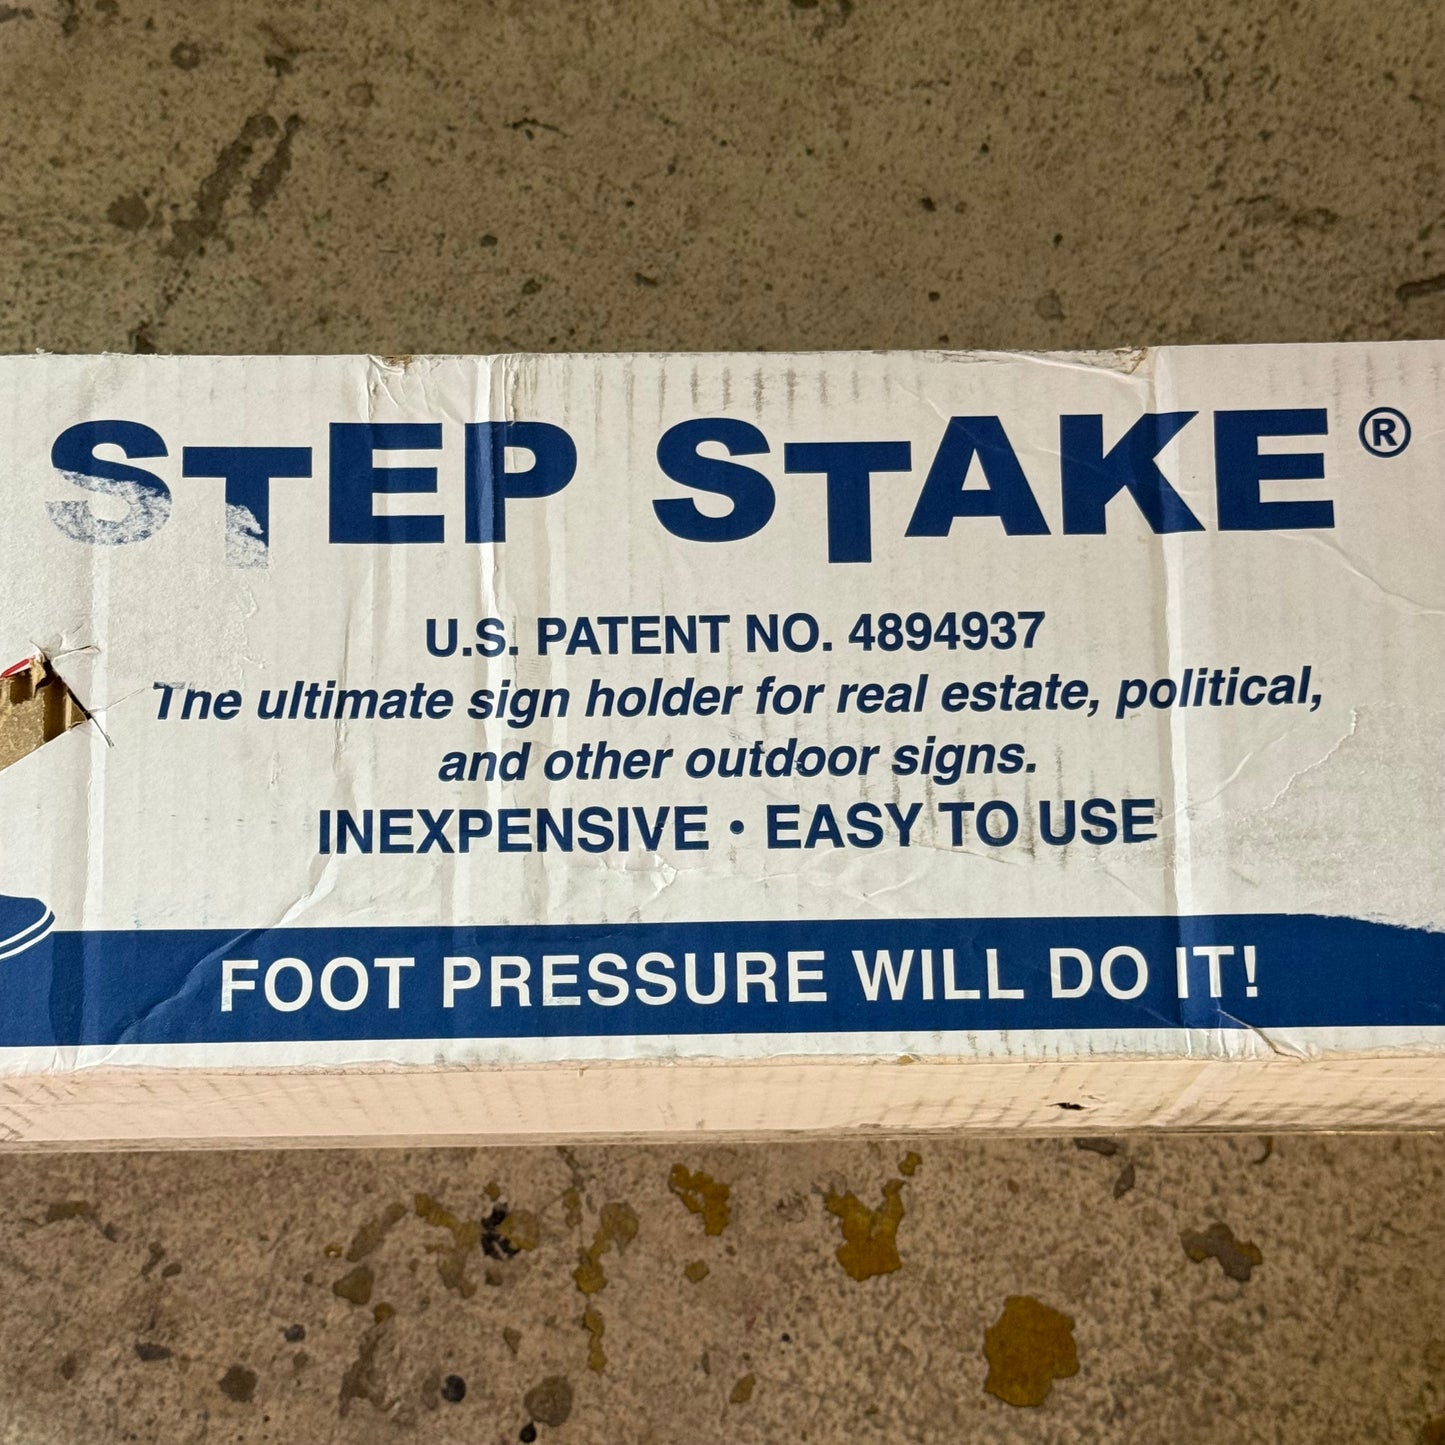 STEP STAKE®
U.S. PATENT NO. 4894937
The ultimate sign holder for real estate, political,
and other outdoor signs.
INEXPENSIVE • EASY TO USE
FOOT PRESSURE WILL DO IT!